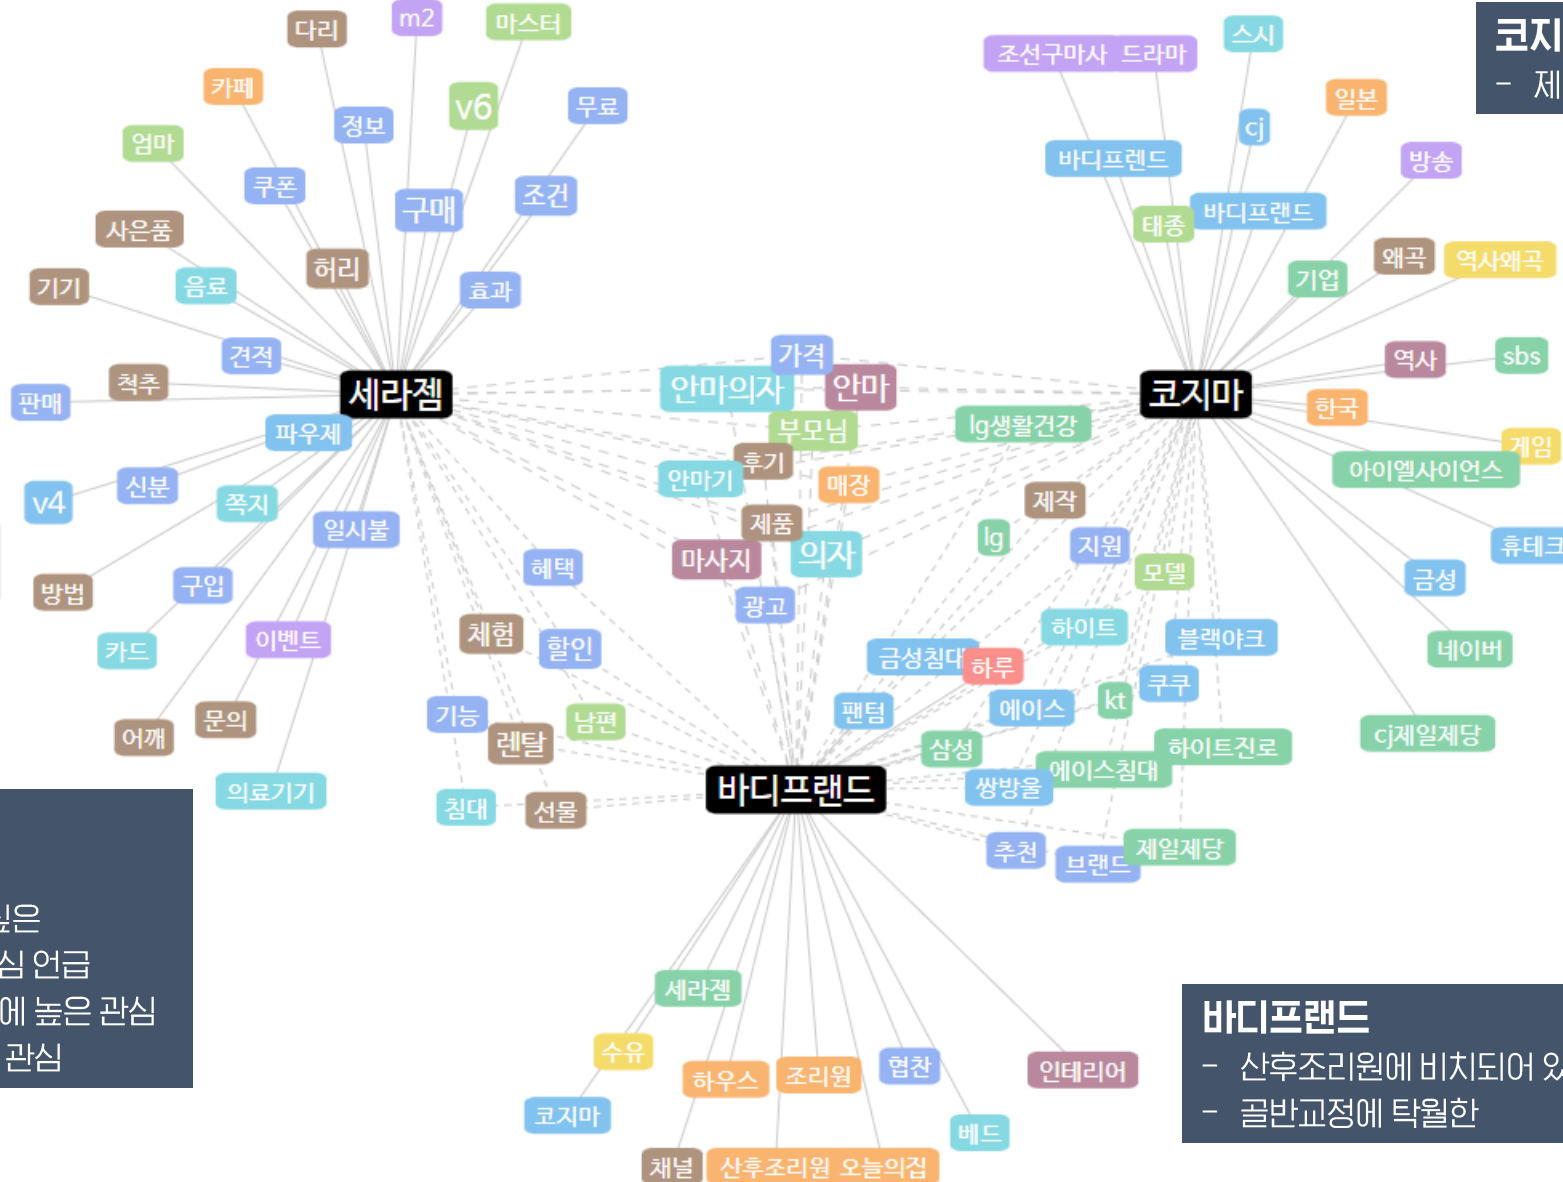 다리
m2
마스터
카페
정보
v6
무료
엄마
쿠폰
구매
조건
사은품
허리
기기
음료
효과
견적
척추
세라젬
판매
파우제
v4
신분
쪽지
일시불
방법
구입
카드
이벤트
어깨
문의
의료기기
스시
조선구마사
드라마
일본
cj
바디프렌드
방송
태종
바디프랜드
왜곡
역사왜곡
기업
역사
sbs
코지마
한국
게임
아이엘사이언스
휴테크
금성
네이버
cj제일제당
가격
안마의자
안마
부모님
lg생활건강
후기
안마기
매장
제품
제작
마사지
의자
lg
지원
모델
광고
혜택
체험
할인
하이트
블랙야크
금성침대
하루
쿠쿠
기능
남편
팬텀
에이스
kt
렌탈
삼성
하이트진로
에이스침대
바디프랜드
쌍방울
침대
선물
추천
브랜드
제일제당
세라젬
수유
하우스
조리원
협찬
인테리어
코지마
베드
채널
산후조리원
오늘의집
코지
- 제
은
심 언급
에 높은 관심
관심
바디프랜드
- 산후조리원에 비치되어
- 골반교정에 탁월한